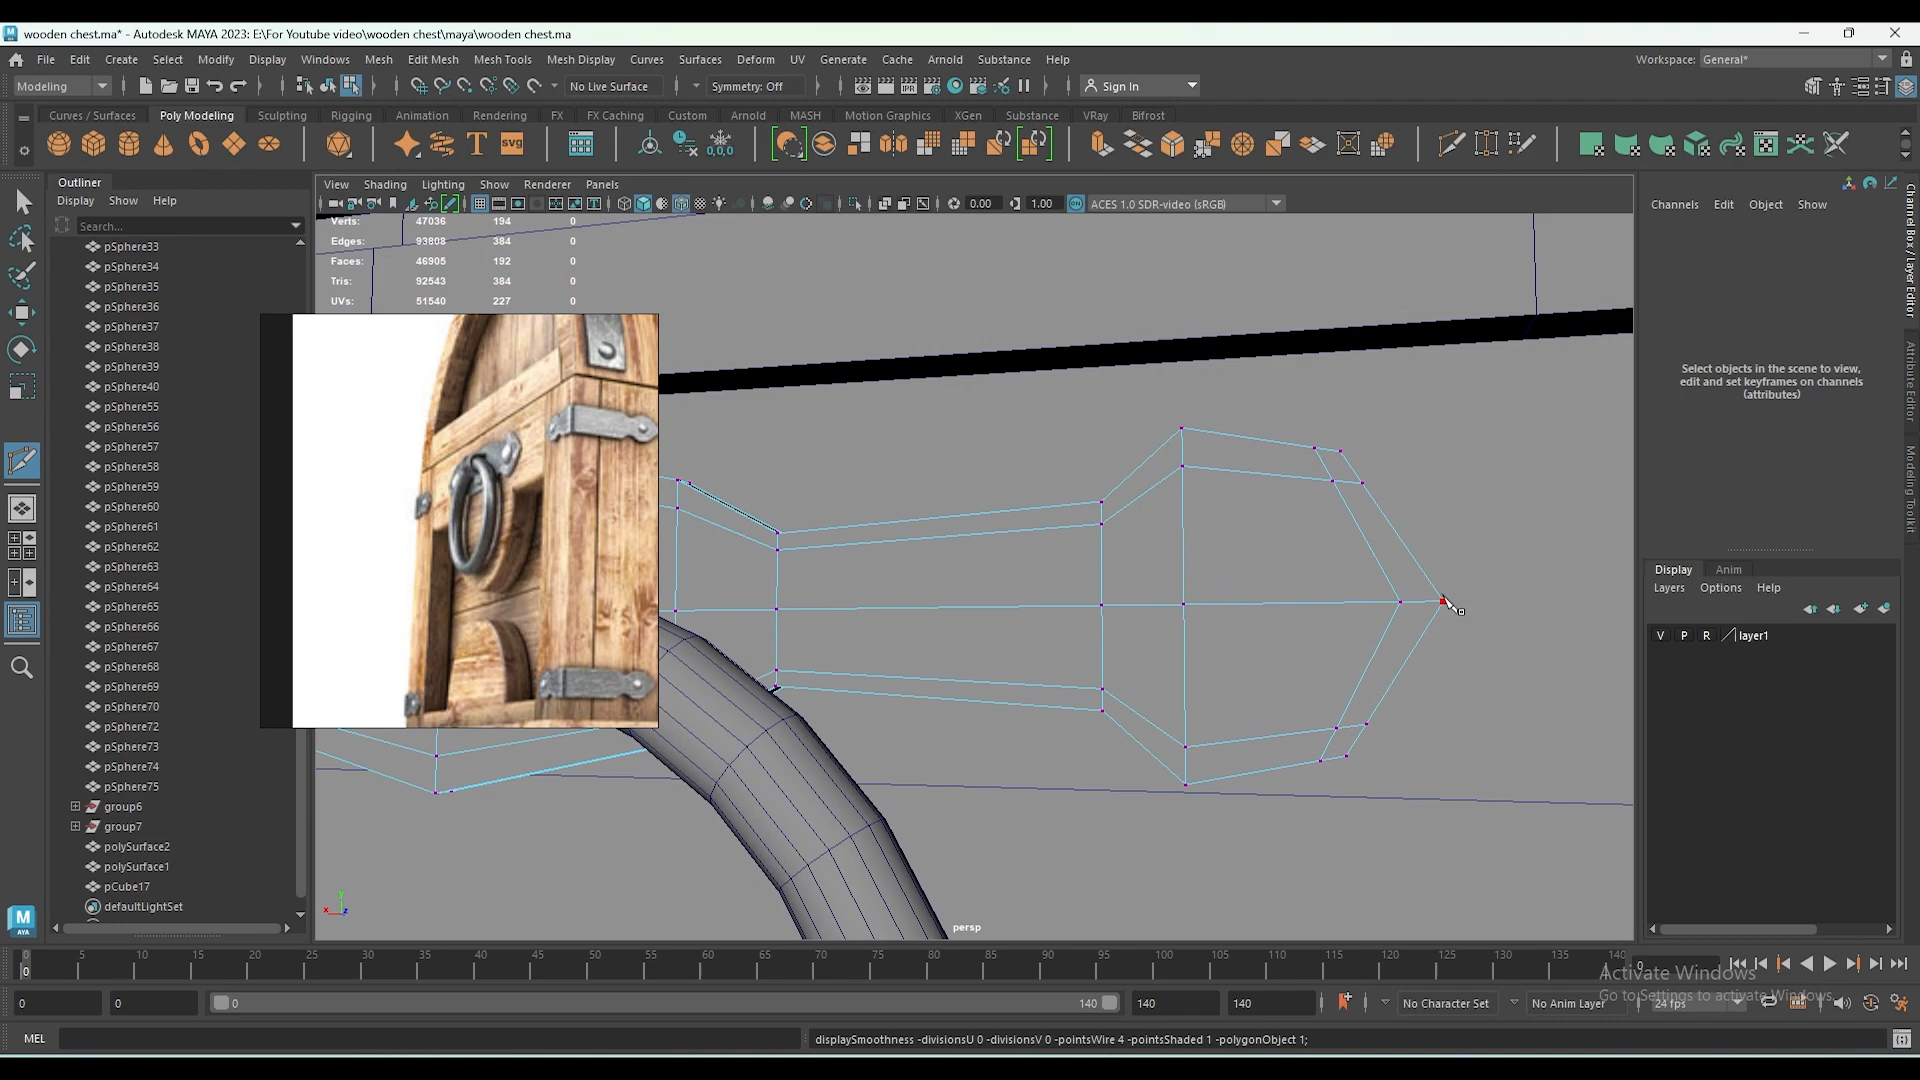 wooden chest.ma* - Autodesk MAYA 2023: E:\For Youtube video\wooden chest\maya\wooden chest.ma
File Edit Create Select Modify Display Windows Mesh Edit Mesh Mesh Tools Mesh Display Curves Surfaces Deform UV Generate Cache Arnold Substance Help
Workspace: General*
Modeling
No Live Surface
Symmetry: Off
Sign In
Curves / Surfaces Poly Modeling Sculpting Rigging Animation Rendering FX FX Caching Custom Arnold MASH Motion Graphics XGen Substance VRay Bifrost
Outliner
Display Show Help
Search...
pSphere33
pSphere34
pSphere35
pSphere36
pSphere37
pSphere38
pSphere39
pSphere40
pSphere55
pSphere56
pSphere57
pSphere58
pSphere59
pSphere60
pSphere61
pSphere62
pSphere63
pSphere64
pSphere65
pSphere66
pSphere67
pSphere68
pSphere69
pSphere70
pSphere72
pSphere73
pSphere74
pSphere75
group6
group7
polySurface2
polySurface1
pCube17
defaultLightSet
View Shading Lighting Show Renderer Panels
0.00 1.00 ACES 1.0 SDR-video (sRGB)
Verts: 47036 194 0
Edges: 93808 384 0
Faces: 46905 192 0
Tris: 92543 384 0
UVs: 51540 227 0
persp
Channels Edit Object Show
Select objects in the scene to view,
edit and set keyframes on channels
(attributes)
Channel Box / Layer Editor
Attribute Editor
Modeling Toolkit
Display Anim
Layers Options Help
V P R layer1
0 5 10 15 20 25 30 35 40 45 50 55 60 65 70 75 80 85 90 95 100 105 110 115 120 125 130 135 140
0
0
Activate Windows
Go to Settings to activate Windows.
0 0 0 140 140 140 No Character Set No Anim Layer 24 fps
MEL
displaySmoothness -divisionsU 0 -divisionsV 0 -pointsWire 4 -pointsShaded 1 -polygonObject 1;